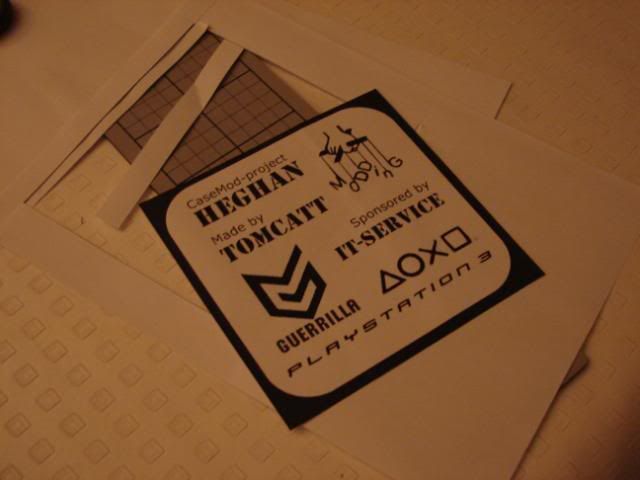 CaseMod-project
HEGHAN
MODDING
Made by
TOMCATT
Sponsored by
IT-SERVICE
GUERRILLA
PLAYSTATION 3